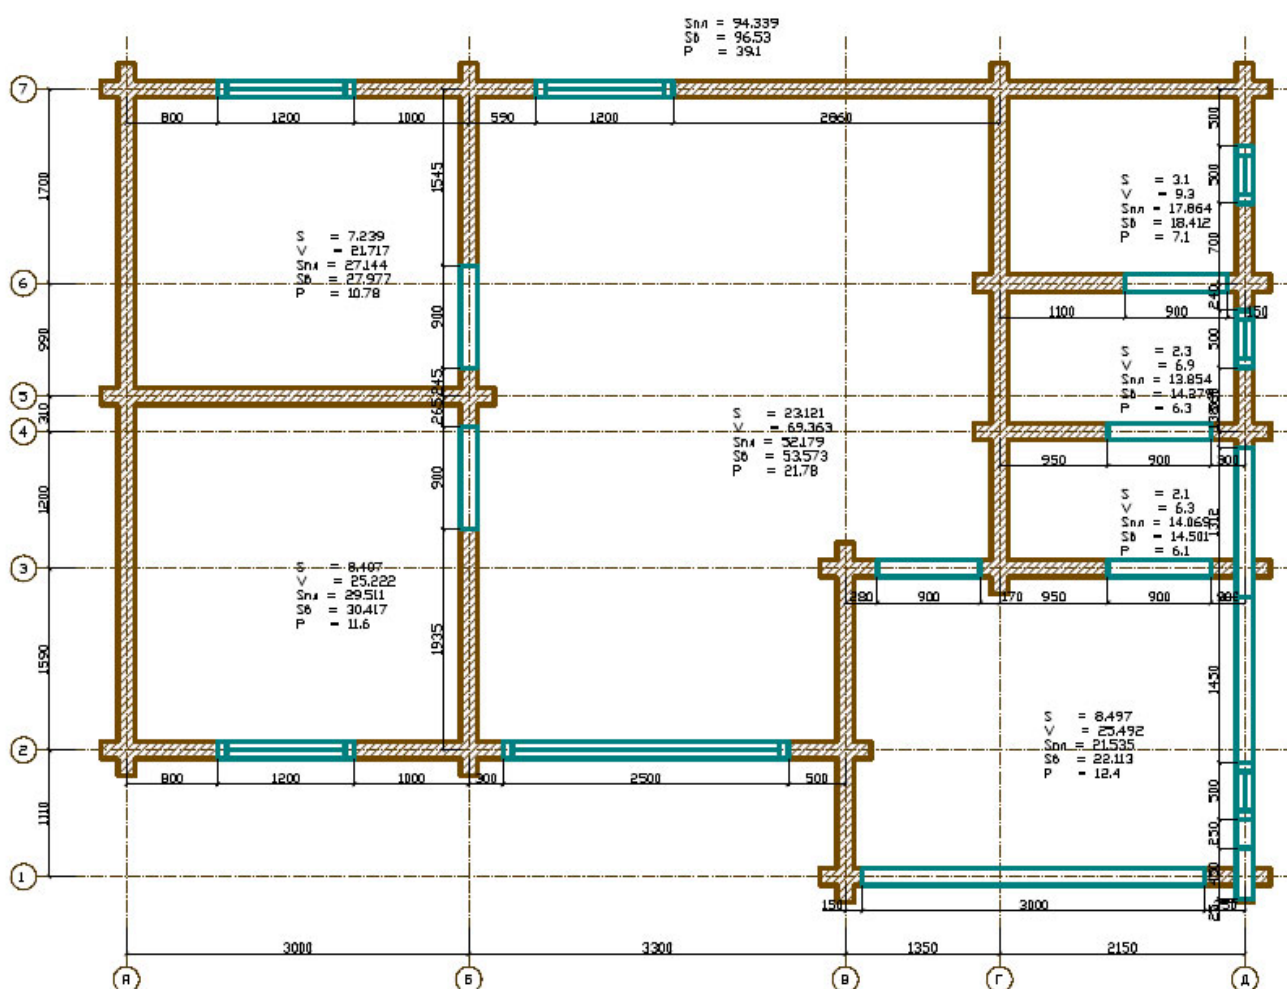 Sпл = 94.339
Sб = 96.53
P = 39.1
7
800
1200
1000
590
1200
2860
500
1700
1545
S = 7.239
V = 21.717
Sпл = 27.144
Sб = 27.977
P = 10.78
500
S = 3.1
V = 9.3
Sпл = 17.864
Sб = 18.412
P = 7.1
700
6
240
1100
900
150
990
900
500
S = 2.3
V = 6.9
Sпл = 13.854
P = 6.3
5
245
265
310
4
S = 23.121
V = 69.363
Sпл = 52.179
Sб = 53.573
P = 21.78
950
900
300
1200
900
S = 2.1
V = 6.3
Sпл = 14.069
Sб = 14.501
P = 6.1
1312
3
S = 8.407
V = 25.222
Sпл = 29.511
Sб = 30.417
P = 11.6
280
900
170
950
900
1590
1935
1450
S = 8.497
V = 25.492
Sпл = 21.535
Sб = 22.113
P = 12.4
2
800
1200
1000
300
2500
500
500
1110
250
1
150
3000
3000
3300
1350
2150
А
Б
В
Г
Д